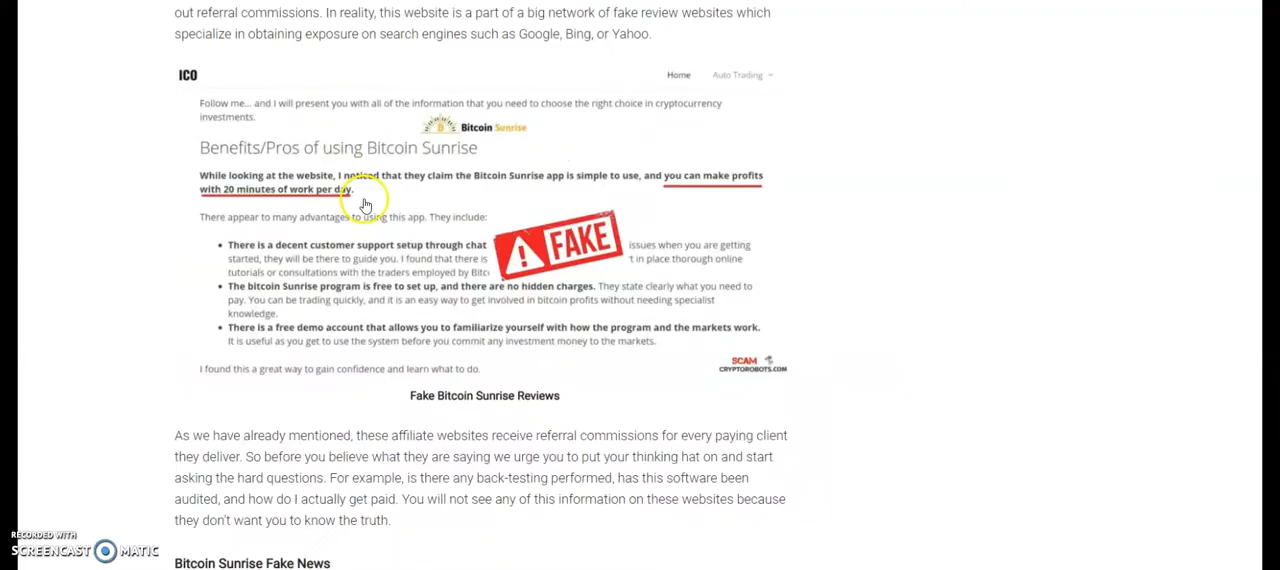 out referral commissions. In reality, this website is a part of a big network of fake review websites which
specialize in obtaining exposure on search engines such as Google, Bing, or Yahoo.
ICO
Home
Auto Trading
Follow me... and I will present you with all of the information that you need to choose the right choice in cryptocurrency
investments.
Bitcoin Sunrise
Benefits/Pros of using Bitcoin Sunrise
While looking at the website, I noticed that they claim the Bitcoin Sunrise app is simple to use, and you can make profits
with 20 minutes of work per day.
There appear to many advantages to using this app. They include:
There is a decent customer support setup through chat issues when you are getting
started, they will be there to guide you. I found that there is t in place thorough online
tutorials or consultations with the traders employed by Bitc
FAKE
The bitcoin Sunrise program is free to set up, and there are no hidden charges. They state clearly what you need to
pay. You can be trading quickly, and it is an easy way to get involved in bitcoin profits without needing specialist
knowledge.
There is a free demo account that allows you to familiarize yourself with how the program and the markets work.
It is useful as you get to use the system before you commit any investment money to the markets.
SCAM
CRYPTOROBOTS.COM
I found this a great way to gain confidence and learn what to do.
Fake Bitcoin Sunrise Reviews
As we have already mentioned, these affiliate websites receive referral commissions for every paying client
they deliver. So before you believe what they are saying we urge you to put your thinking hat on and start
asking the hard questions. For example, is there any back-testing performed, has this software been
audited, and how do I actually get paid. You will not see any of this information on these websites because
they don't want you to know the truth.
RECORDED WITH
SCREENCAST MATIC
Bitcoin Sunrise Fake News